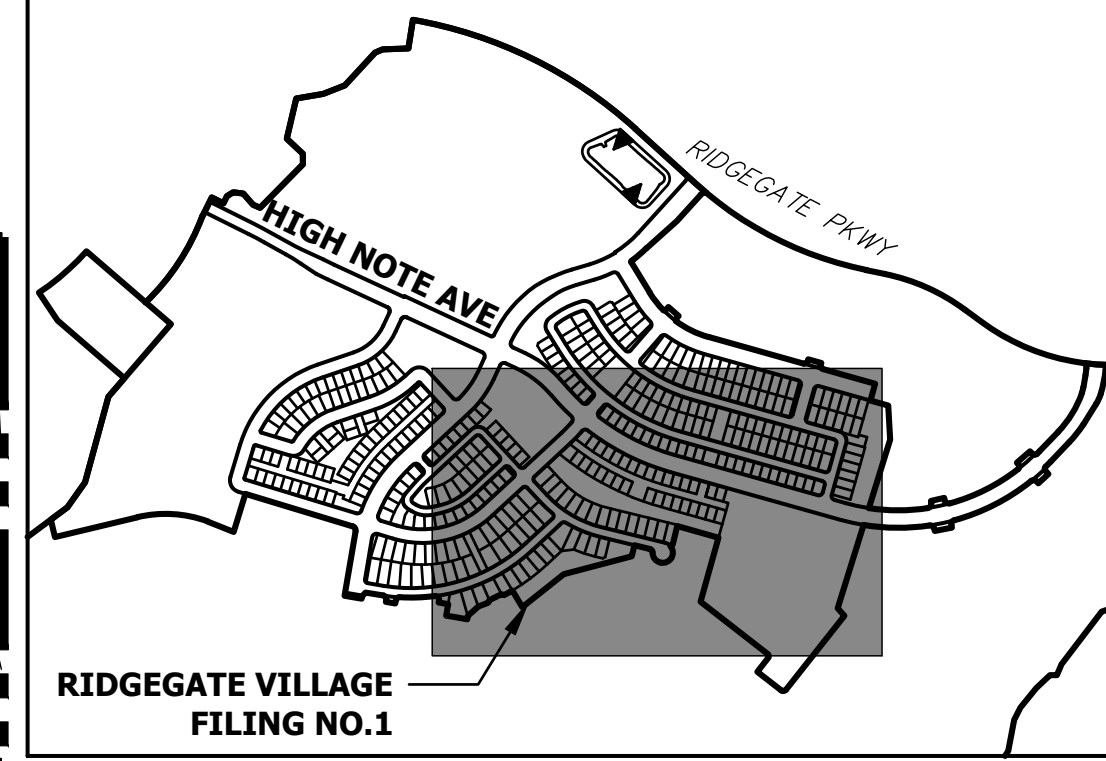 RIDGEGATE PKWY
HIGH NOTE AVE
RIDGEGATE VILLAGE
FILING NO.1